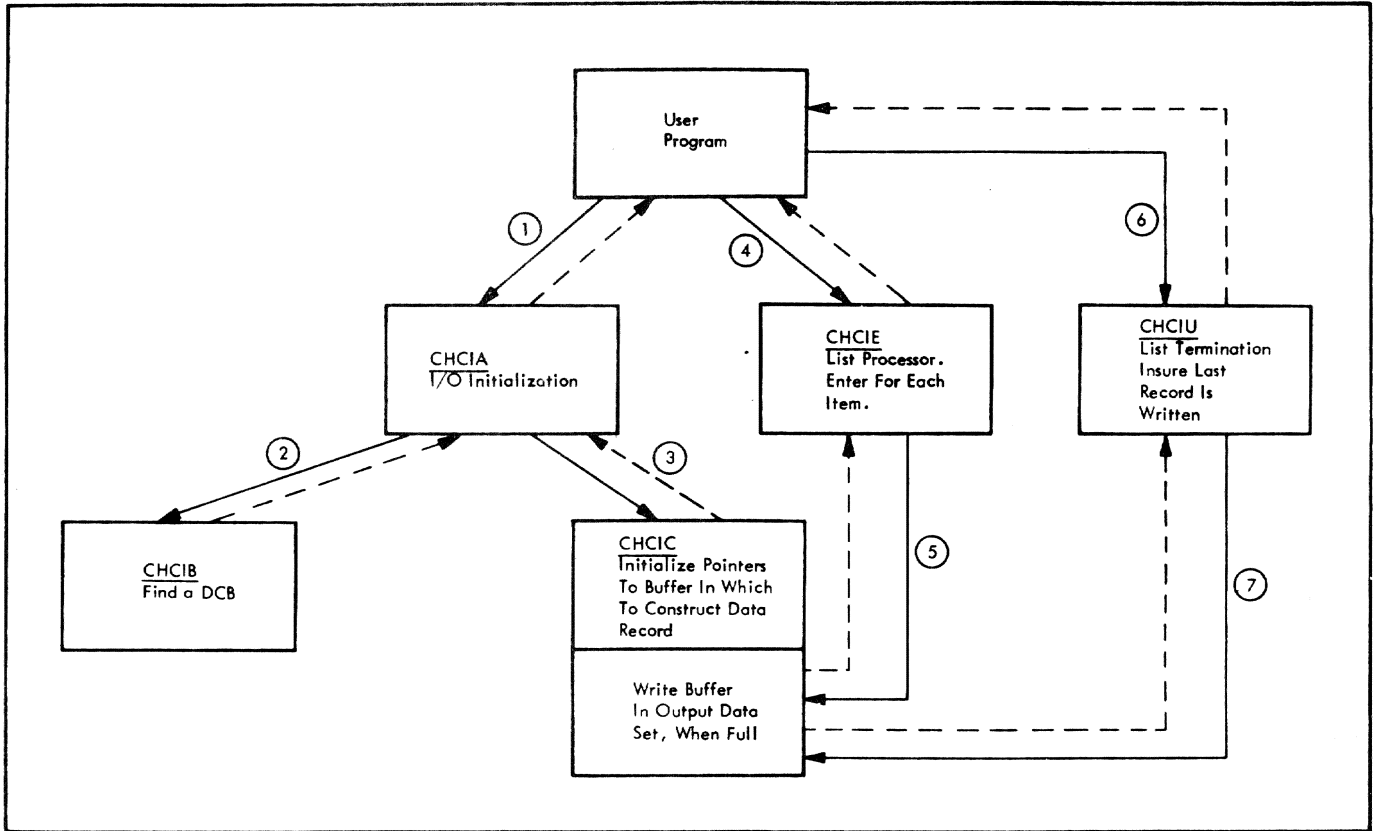 User
Program
1
4
6
CHCIA
I/O Initialization
CHCIE
List Processor.
Enter For Each
Item.
CHCIU
List Termination
Insure Last
Record Is
Written
2
3
CHCIB
Find a DCB
CHCIC
Initialize Pointers
To Buffer In Which
To Construct Data
Record
5
7
Write Buffer
In Output Data
Set, When Full